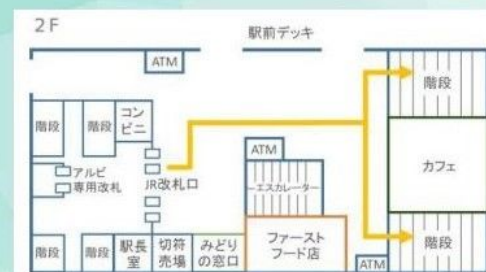 2F
駅前デッキ
ATM
階段
コン
ビニ
階段
階段
ATM
カフェ
アルビ
専用改札
JR改札口
エスカレーター
階段
階段
駅長
室
切符
売場
みどり
の窓口
ファースト
フード店
階段
ATM